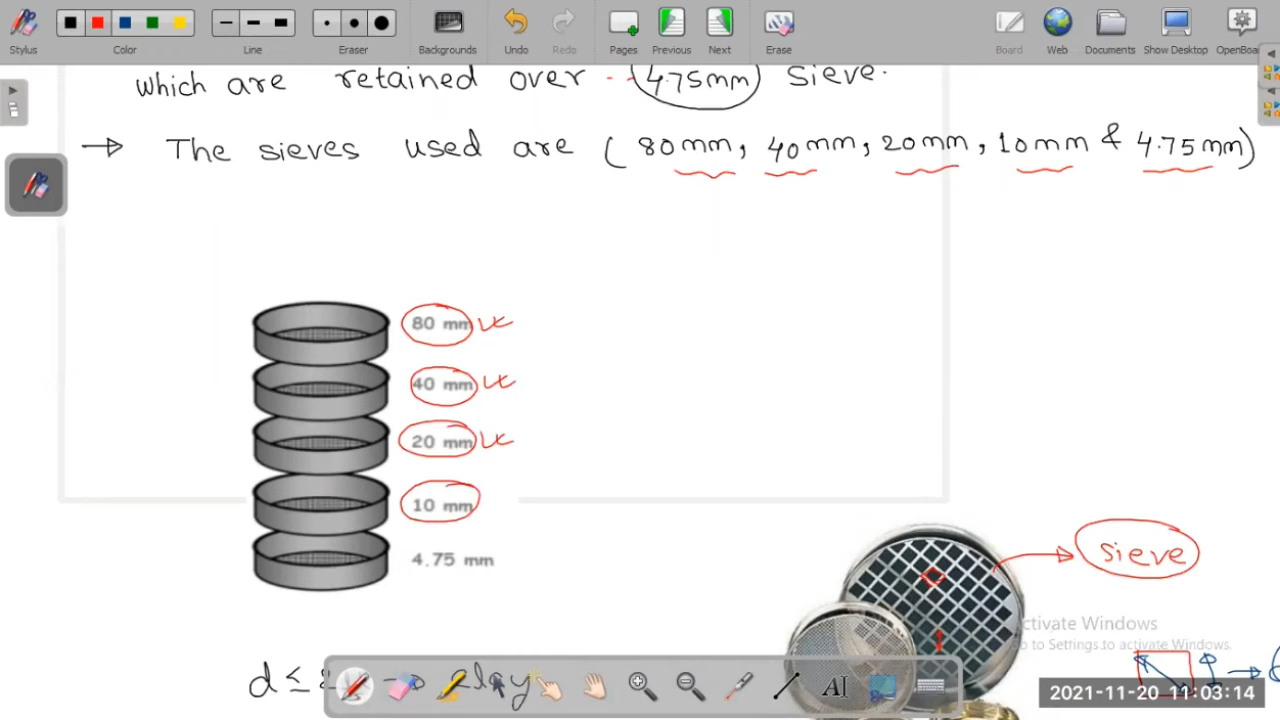 Stylus
Color
Line
Eraser
Backgrounds
Undo
Redo
Pages
Previous
Next
Erase
Board
Web
Documents
Show Desktop
which are retained over 4.75mm sieve.
→ The sieves used are (80mm, 40mm, 20mm, 10mm & 4.75mm)
80 mm
40 mm
20 mm
10 mm
4.75 mm
sieve
Activate Windows
to Settings to activate Windows.
d ≤
clay
AI
2021-11-20 11:03:14